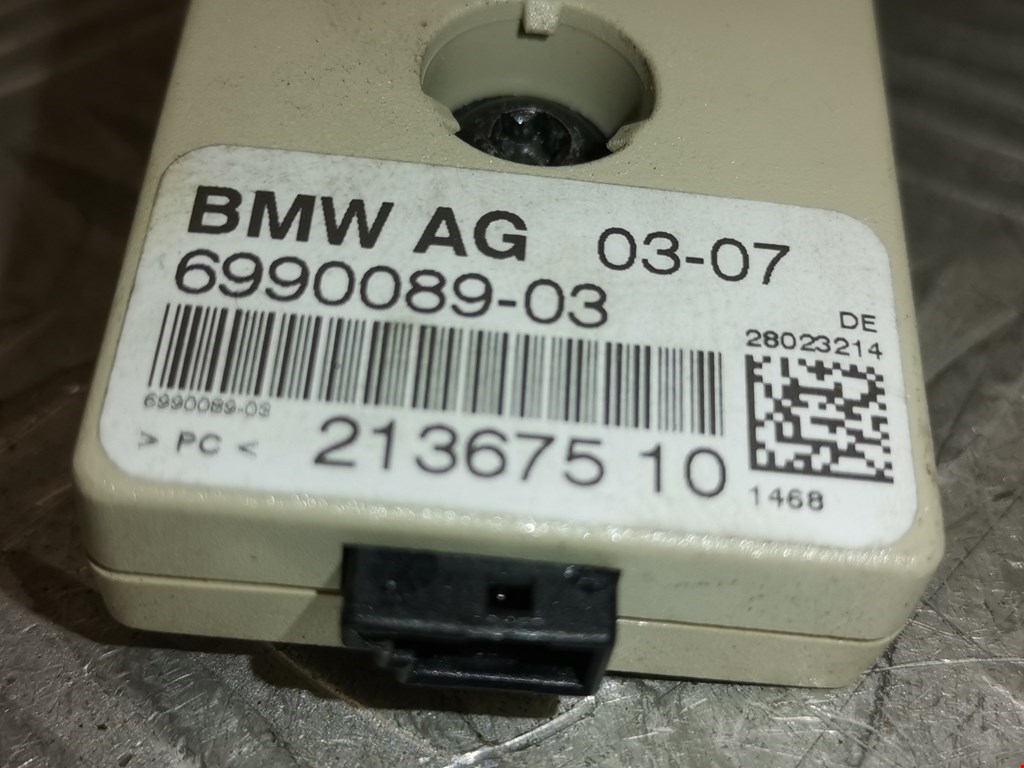 BMW AG 03-07
6990089-03
DE
28023214
6990089-03
> PC < 213675 10
1468